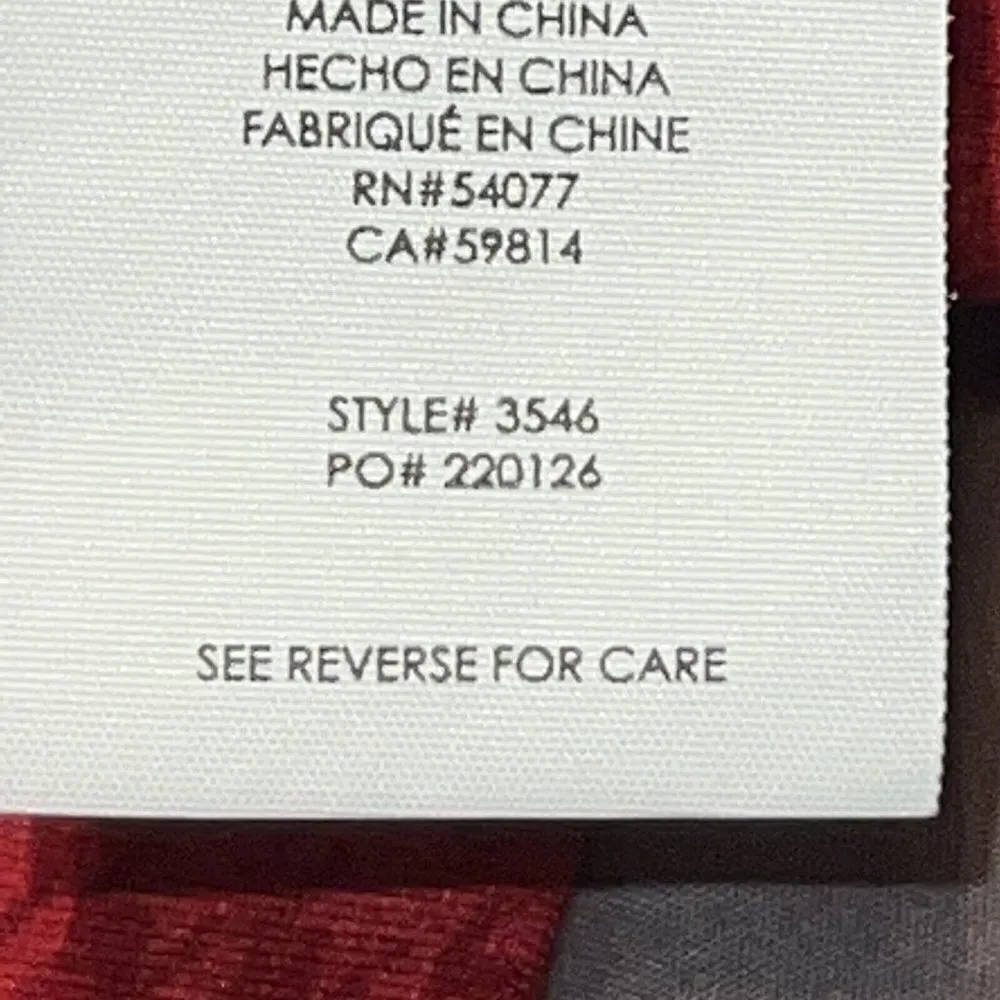 MADE IN CHINA
HECHO EN CHINA
FABRIQUÉ EN CHINE
RN#54077
CA#59814
STYLE# 3546
PO# 220126
SEE REVERSE FOR CARE